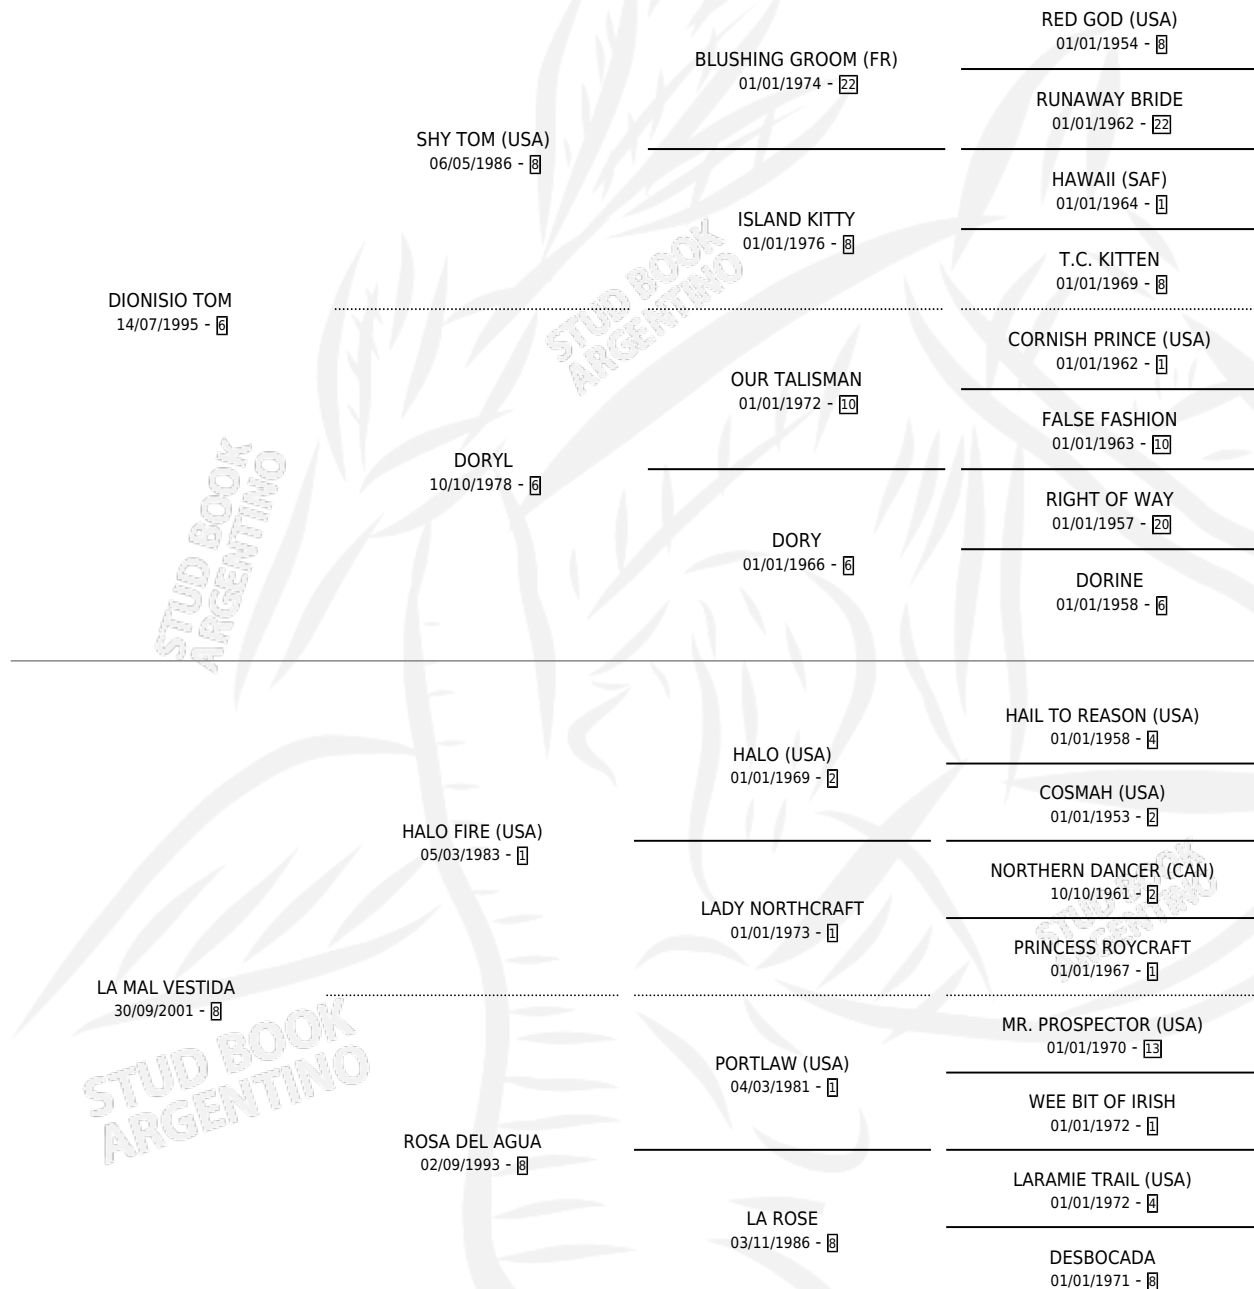 RED GOD (USA)
01/01/1954 - 8
BLUSHING GROOM (FR)
01/01/1974 - 22
RUNAWAY BRIDE
01/01/1962 - 22
SHY TOM (USA)
06/05/1986 - 8
HAWAII (SAF)
01/01/1964 - 1
ISLAND KITTY
01/01/1976 - 8
T.C. KITTEN
01/01/1969 - 8
DIONISIO TOM
14/07/1995 - 6
CORNISH PRINCE (USA)
01/01/1962 - 1
OUR TALISMAN
01/01/1972 - 10
FALSE FASHION
01/01/1963 - 10
DORYL
10/10/1978 - 6
RIGHT OF WAY
01/01/1957 - 20
DORY
01/01/1966 - 6
DORINE
01/01/1958 - 6
STUD BOOK
ARGENTINO
STUD BOOK
ARGENTINO
HAIL TO REASON (USA)
01/01/1958 - 4
HALO (USA)
01/01/1969 - 2
COSMAH (USA)
01/01/1953 - 2
HALO FIRE (USA)
05/03/1983 - 1
NORTHERN DANCER (CAN)
10/10/1961 - 2
LADY NORTHCRAFT
01/01/1973 - 1
PRINCESS ROYCRAFT
01/01/1967 - 1
LA MAL VESTIDA
30/09/2001 - 8
MR. PROSPECTOR (USA)
01/01/1970 - 13
PORTLAW (USA)
04/03/1981 - 1
WEE BIT OF IRISH
01/01/1972 - 1
ROSA DEL AGUA
02/09/1993 - 8
LARAMIE TRAIL (USA)
01/01/1972 - 4
LA ROSE
03/11/1986 - 8
DESBOCADA
01/01/1971 - 8
STUD BOOK
ARGENTINO
STUD BOOK
ARGENTINO